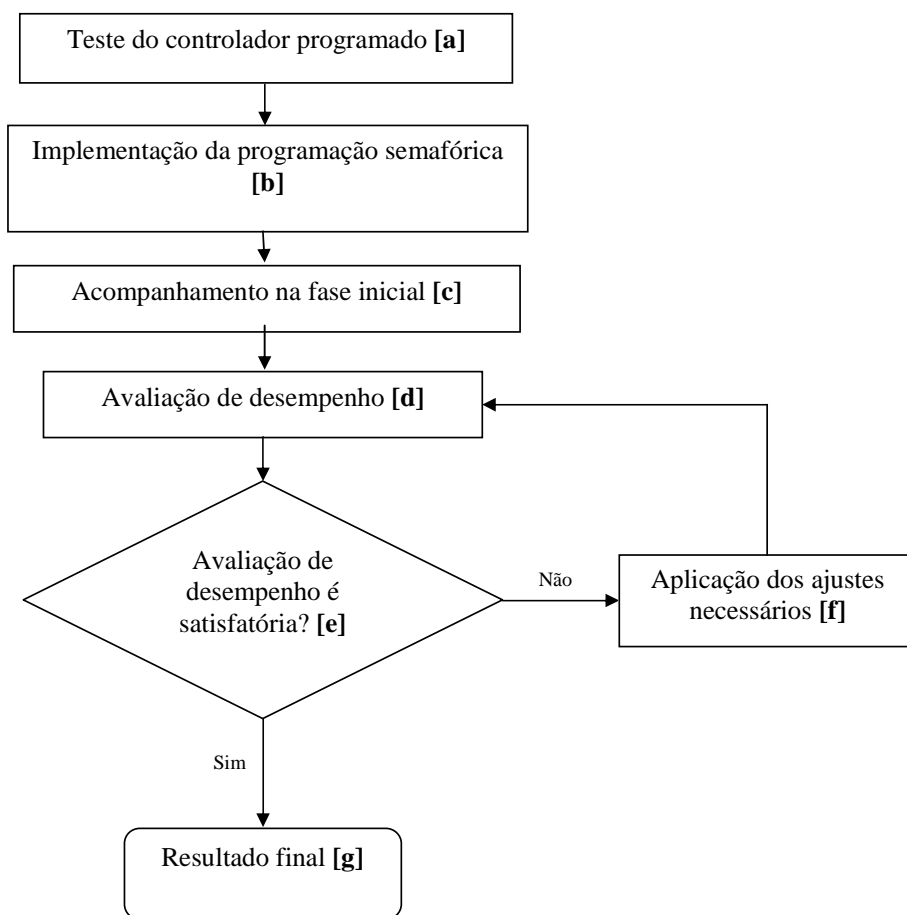 Teste do controlador programado [a]
Implementação da programação semafórica
[b]
Acompanhamento na fase inicial [c]
Avaliação de desempenho [d]
Avaliação de
desempenho é
satisfatória? [e]
Não
Aplicação dos ajustes
necessários [f]
Sim
Resultado final [g]